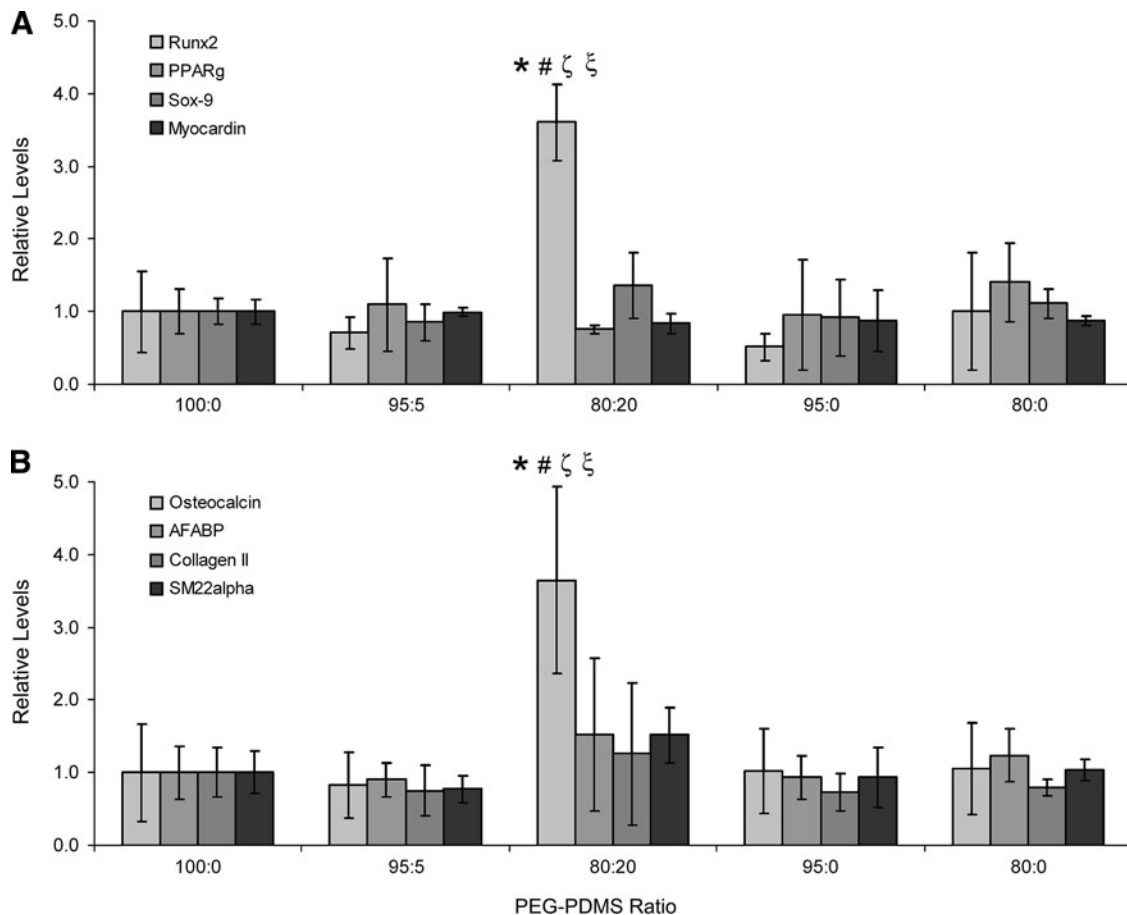 A
5.0
4.0
3.0
2.0
1.0
0.0
Relative Levels
Runx2
PPARg
Sox-9
Myocardin
* # ζ ξ
100:0 95:5 80:20 95:0 80:0
B
5.0
4.0
3.0
2.0
1.0
0.0
Relative Levels
Osteocalcin
AFABP
Collagen II
SM22alpha
* # ζ ξ
100:0 95:5 80:20 95:0 80:0
PEG-PDMS Ratio